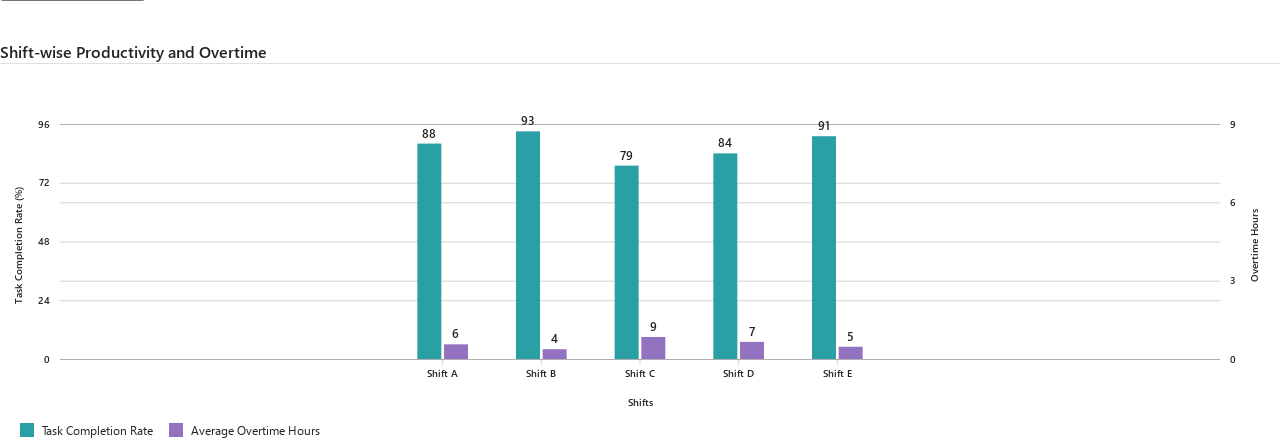 Shift-wise Productivity and Overtime
96
72
48
24
0
Task Completion Rate (%)
9
6
3
0
Overtime Hours
88
93
79
84
91
6
4
9
7
5
Shift A
Shift B
Shift C
Shift D
Shift E
Shifts
Task Completion Rate
Average Overtime Hours